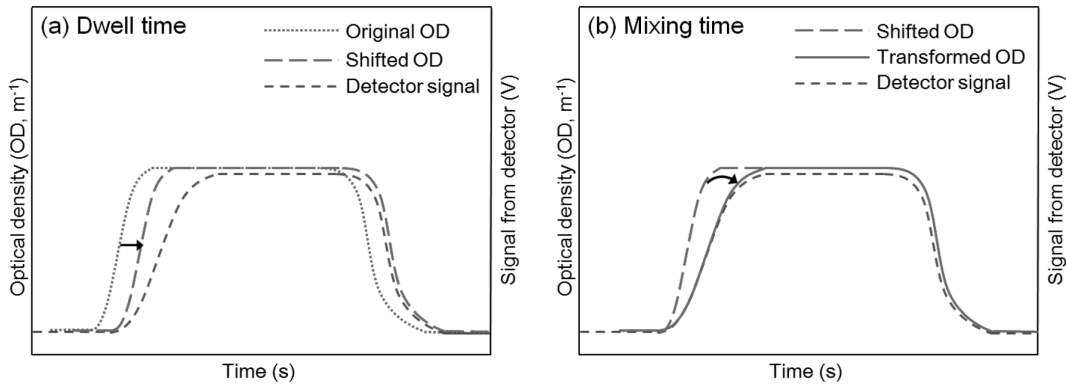 (a) Dwell time
Original OD
Shifted OD
Detector signal
Optical density (OD, m⁻¹)
Signal from detector (V)
Time (s)
(b) Mixing time
Shifted OD
Transformed OD
Detector signal
Optical density (OD, m⁻¹)
Signal from detector (V)
Time (s)